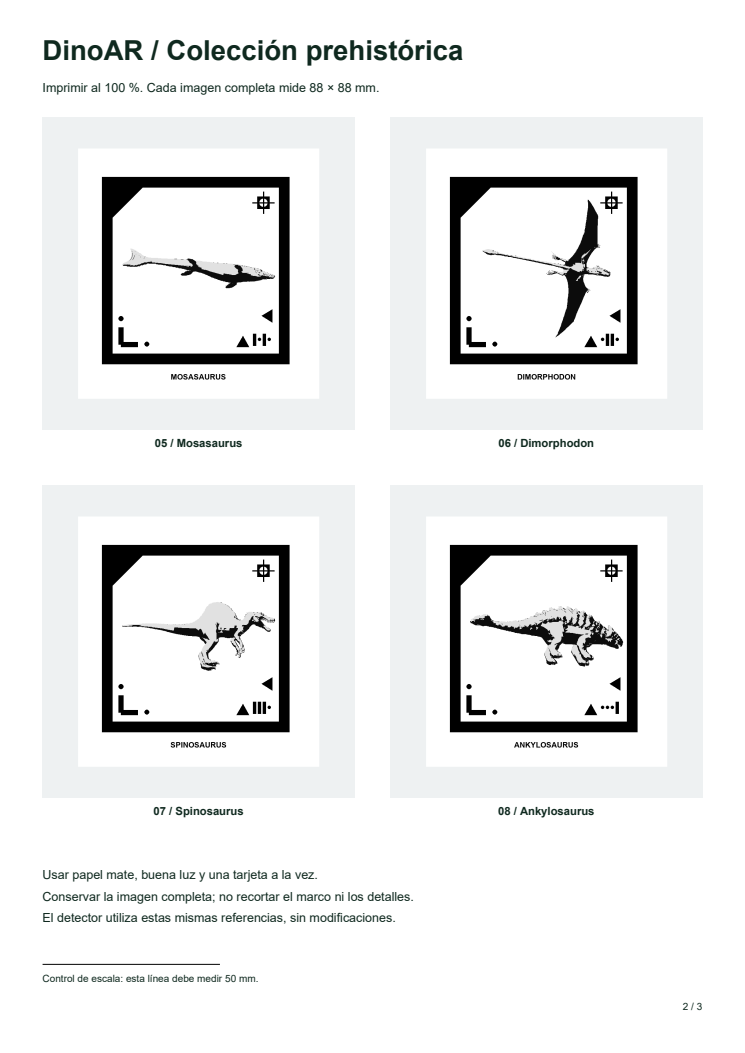 DinoAR / Colección prehistórica
Imprimir al 100 %. Cada imagen completa mide 88 × 88 mm.
MOSASAURUS
DIMORPHODON
05 / Mosasaurus
06 / Dimorphodon
SPINOSAURUS
ANKYLOSAURUS
07 / Spinosaurus
08 / Ankylosaurus
Usar papel mate, buena luz y una tarjeta a la vez.
Conservar la imagen completa; no recortar el marco ni los detalles.
El detector utiliza estas mismas referencias, sin modificaciones.
Control de escala: esta línea debe medir 50 mm.
2 / 3